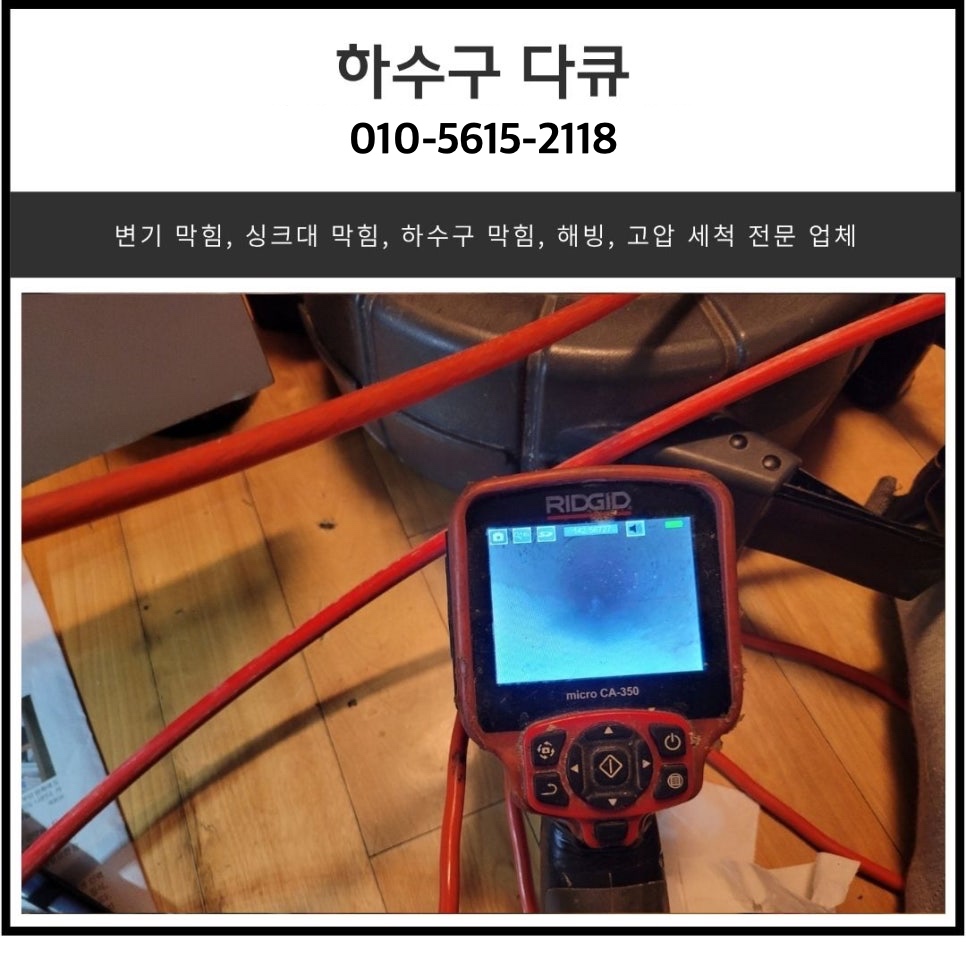 하수구 다큐
010-5615-2118
변기 막힘, 싱크대 막힘, 하수구 막힘, 해빙, 고압 세척 전문 업체
RIDGID
micro CA-350